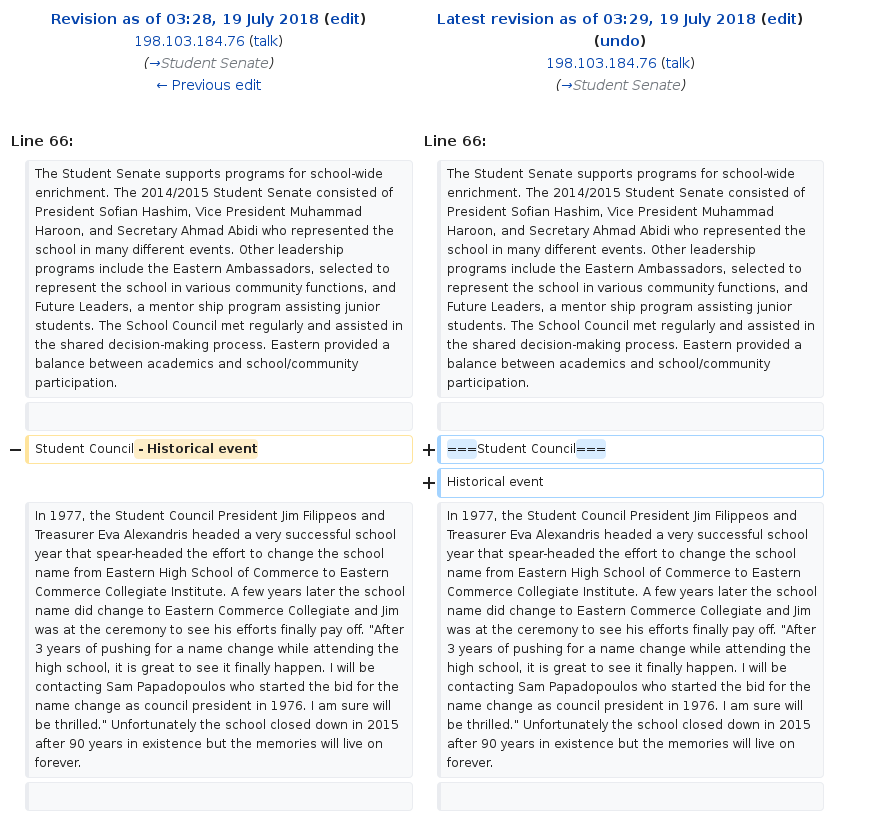 Revision as of 03:28, 19 July 2018 (edit)
198.103.184.76 (talk)
(→Student Senate)
← Previous edit
Latest revision as of 03:29, 19 July 2018 (edit)
(undo)
198.103.184.76 (talk)
(→Student Senate)
Line 66:
Line 66:
The Student Senate supports programs for school-wide
enrichment. The 2014/2015 Student Senate consisted of
President Sofian Hashim, Vice President Muhammad
Haroon, and Secretary Ahmad Abidi who represented the
school in many different events. Other leadership
programs include the Eastern Ambassadors, selected to
represent the school in various community functions, and
Future Leaders, a mentor ship program assisting junior
students. The School Council met regularly and assisted in
the shared decision-making process. Eastern provided a
balance between academics and school/community
participation.
The Student Senate supports programs for school-wide
enrichment. The 2014/2015 Student Senate consisted of
President Sofian Hashim, Vice President Muhammad
Haroon, and Secretary Ahmad Abidi who represented the
school in many different events. Other leadership
programs include the Eastern Ambassadors, selected to
represent the school in various community functions, and
Future Leaders, a mentor ship program assisting junior
students. The School Council met regularly and assisted in
the shared decision-making process. Eastern provided a
balance between academics and school/community
participation.
− Student Council - Historical event
+ ===Student Council===
+ Historical event
In 1977, the Student Council President Jim Filippeos and
Treasurer Eva Alexandris headed a very successful school
year that spear-headed the effort to change the school
name from Eastern High School of Commerce to Eastern
Commerce Collegiate Institute. A few years later the school
name did change to Eastern Commerce Collegiate and Jim
was at the ceremony to see his efforts finally pay off. "After
3 years of pushing for a name change while attending the
high school, it is great to see it finally happen. I will be
contacting Sam Papadopoulos who started the bid for the
name change as council president in 1976. I am sure will
be thrilled." Unfortunately the school closed down in 2015
after 90 years in existence but the memories will live on
forever.
In 1977, the Student Council President Jim Filippeos and
Treasurer Eva Alexandris headed a very successful school
year that spear-headed the effort to change the school
name from Eastern High School of Commerce to Eastern
Commerce Collegiate Institute. A few years later the school
name did change to Eastern Commerce Collegiate and Jim
was at the ceremony to see his efforts finally pay off. "After
3 years of pushing for a name change while attending the
high school, it is great to see it finally happen. I will be
contacting Sam Papadopoulos who started the bid for the
name change as council president in 1976. I am sure will
be thrilled." Unfortunately the school closed down in 2015
after 90 years in existence but the memories will live on
forever.